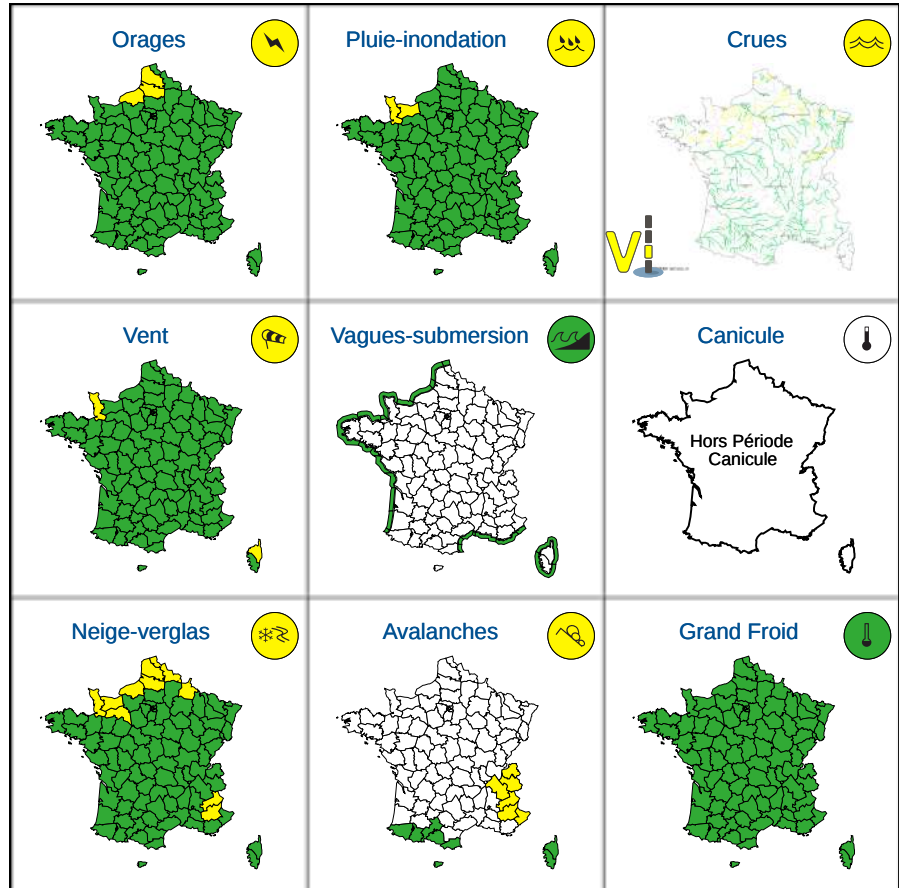 Orages
Pluie-inondation
Crues
Vent
Vagues-submersion
Canicule
Hors Période
Canicule
Neige-verglas
Avalanches
Grand Froid